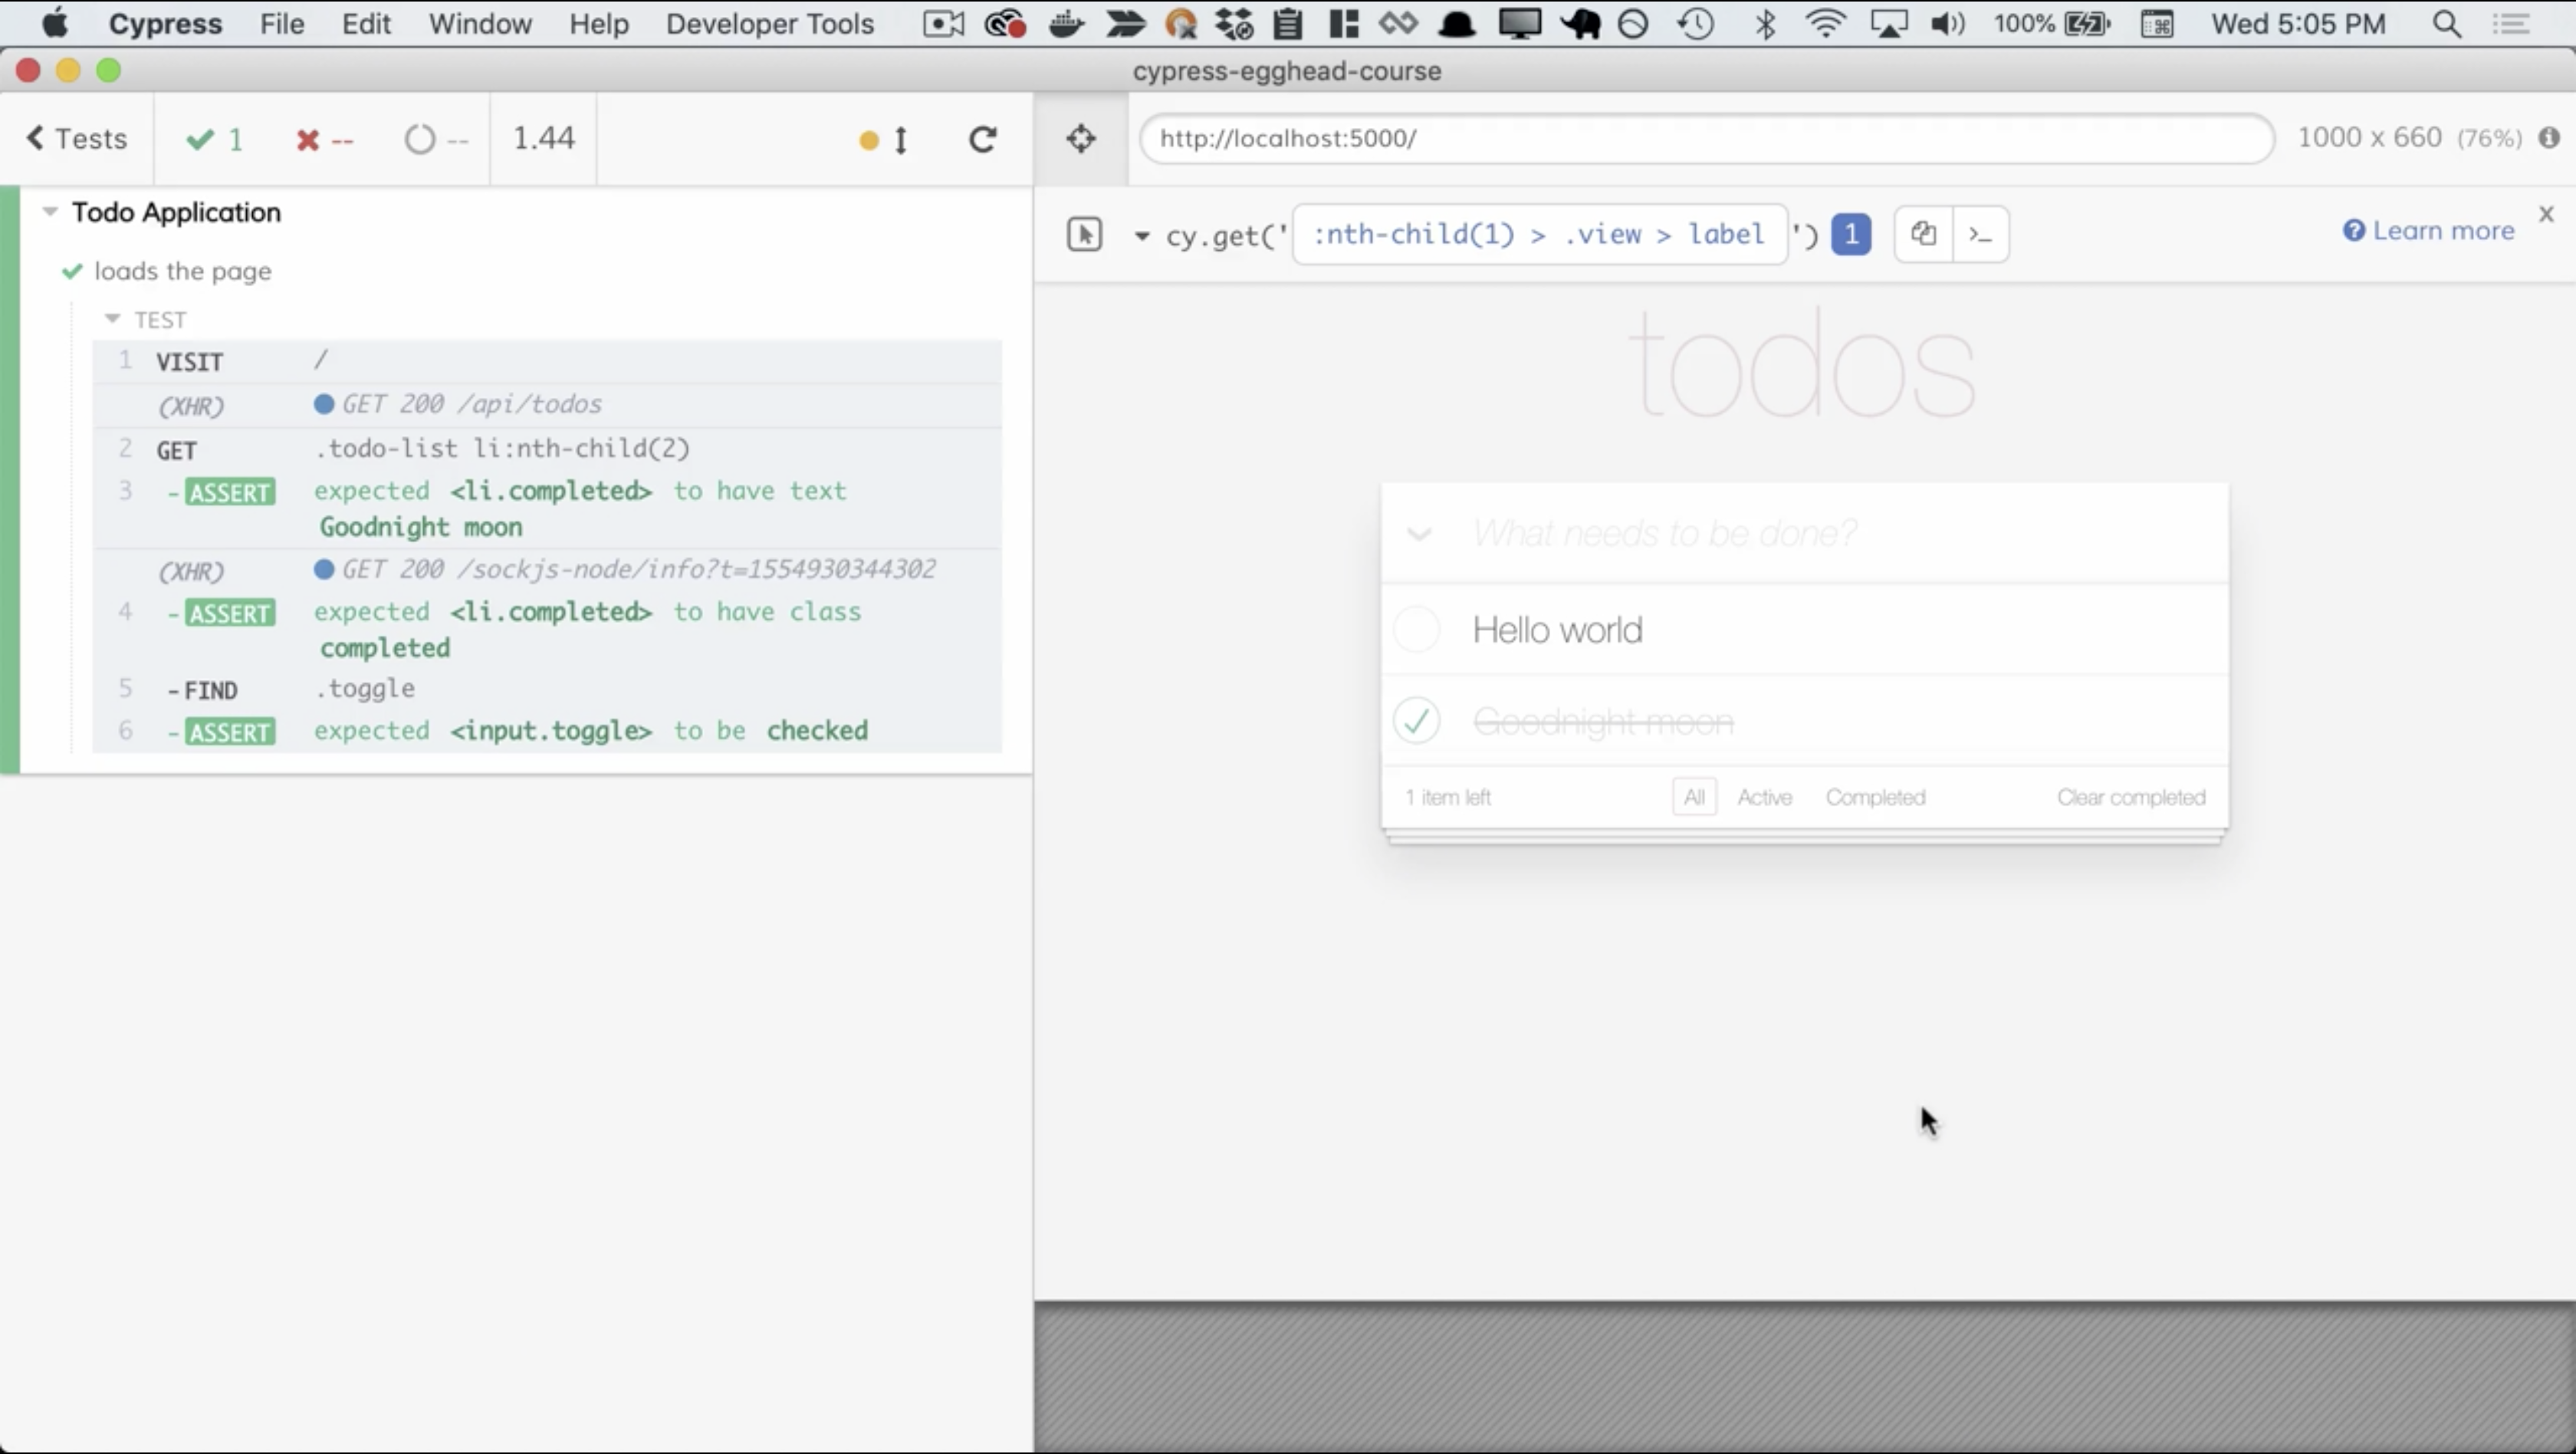 Cypress File Edit Window Help Developer Tools 100% Wed 5:05 PM
cypress-egghead-course
Tests 1 -- -- 1.44
http://localhost:5000/ 1000 x 660 (76%)
Todo Application
cy.get(' :nth-child(1) > .view > label ') 1 >_ Learn more x
loads the page
TEST
1 VISIT /
(XHR) GET 200 /api/todos
2 GET .todo-list li:nth-child(2)
3 -ASSERT expected <li.completed> to have text
Goodnight moon
(XHR) GET 200 /sockjs-node/info?t=1554930344302
4 -ASSERT expected <li.completed> to have class
completed
5 -FIND .toggle
6 -ASSERT expected <input.toggle> to be checked
todos
What needs to be done?
Hello world
Goodnight moon
1 item left All Active Completed Clear completed